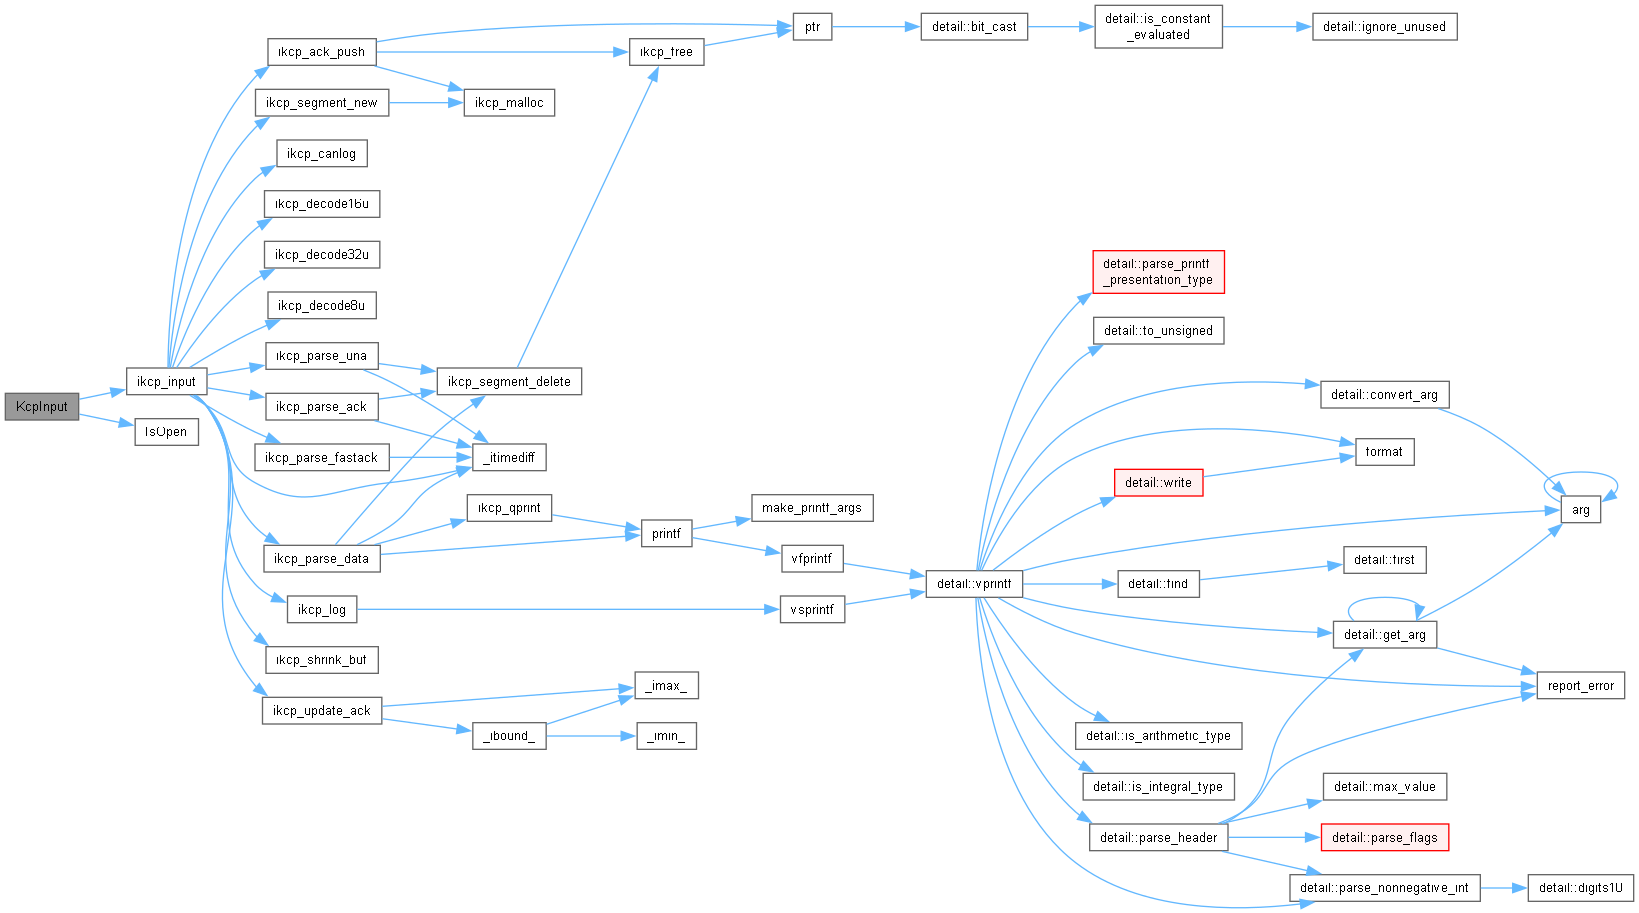 KcpInput
ikcp_input
IsOpen
ikcp_ack_push
ikcp_segment_new
ikcp_canlog
ikcp_decode16u
ikcp_decode32u
ikcp_decode8u
ikcp_parse_una
ikcp_parse_ack
ikcp_parse_fastack
ikcp_parse_data
ikcp_log
ikcp_shrink_buf
ikcp_update_ack
ikcp_free
ikcp_malloc
ikcp_segment_delete
_itimediff
ikcp_qprint
_ibound_
printf
_imax_
_imin_
ptr
make_printf_args
vfprintf
vsprintf
detail::bit_cast
detail::vprintf
detail::is_constant
_evaluated
detail::ignore_unused
detail::parse_printf
_presentation_type
detail::to_unsigned
detail::convert_arg
format
detail::write
arg
detail::find
detail::first
detail::get_arg
report_error
detail::is_arithmetic_type
detail::is_integral_type
detail::max_value
detail::parse_header
detail::parse_flags
detail::parse_nonnegative_int
detail::digits10